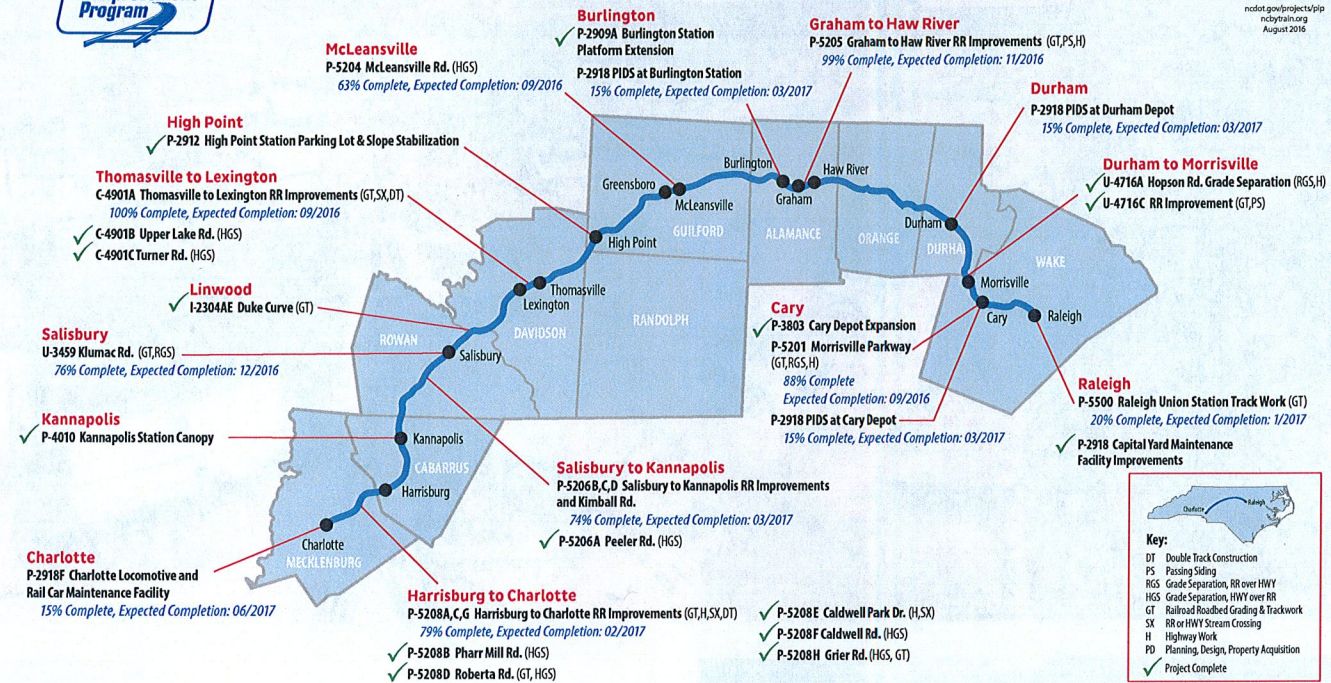 Program
ncdot.gov/projects/pip
ncbytrain.org
August 2016
Burlington
P-2909A Burlington Station
Platform Extension
P-2918 PIDS at Burlington Station
15% Complete, Expected Completion: 03/2017
Graham to Haw River
P-5205 Graham to Haw River RR Improvements (GT,PS,H)
99% Complete, Expected Completion: 11/2016
McLeansville
P-5204 McLeansville Rd. (HGS)
63% Complete, Expected Completion: 09/2016
Durham
P-2918 PIDS at Durham Depot
15% Complete, Expected Completion: 03/2017
High Point
P-2912 High Point Station Parking Lot & Slope Stabilization
Durham to Morrisville
U-4716A Hopson Rd. Grade Separation (RGS,H)
U-4716C RR Improvement (GT,PS)
Thomasville to Lexington
C-4901A Thomasville to Lexington RR Improvements (GT,SX,DT)
100% Complete, Expected Completion: 09/2016
C-4901B Upper Lake Rd. (HGS)
C-4901C Turner Rd. (HGS)
Linwood
I-2304AE Duke Curve (GT)
Salisbury
U-3459 Klumac Rd. (GT,RGS)
76% Complete, Expected Completion: 12/2016
Kannapolis
P-4010 Kannapolis Station Canopy
Charlotte
P-2918F Charlotte Locomotive and
Rail Car Maintenance Facility
15% Complete, Expected Completion: 06/2017
Greensboro
McLeansville
Burlington
Graham
Haw River
Durham
High Point
GUILFORD
ALAMANCE
ORANGE
DURHA
WAKE
Morrisville
Cary
Raleigh
Thomasville
Lexington
DAVIDSON
RANDOLPH
ROWAN
Salisbury
Kannapolis
CABARRUS
Harrisburg
Charlotte
MECKLENBURG
Cary
P-3803 Cary Depot Expansion
P-5201 Morrisville Parkway
(GT,RGS,H)
88% Complete
Expected Completion: 09/2016
P-2918 PIDS at Cary Depot
15% Complete, Expected Completion: 03/2017
Raleigh
P-5500 Raleigh Union Station Track Work (GT)
20% Complete, Expected Completion: 1/2017
P-2918 Capital Yard Maintenance
Facility Improvements
Salisbury to Kannapolis
P-5206B,C,D Salisbury to Kannapolis RR Improvements
and Kimball Rd.
74% Complete, Expected Completion: 03/2017
P-5206A Peeler Rd. (HGS)
Harrisburg to Charlotte
P-5208A,C,G Harrisburg to Charlotte RR Improvements (GT,H,SX,DT)
79% Complete, Expected Completion: 02/2017
P-5208B Pharr Mill Rd. (HGS)
P-5208D Roberta Rd. (GT, HGS)
P-5208E Caldwell Park Dr. (H,SX)
P-5208F Caldwell Rd. (HGS)
P-5208H Grier Rd. (HGS, GT)
Charlotte
Raleigh
Key:
DT Double Track Construction
PS Passing Siding
RGS Grade Separation, RR over HWY
HGS Grade Separation, HWY over RR
GT Railroad Roadbed Grading & Trackwork
SX RR or HWY Stream Crossing
H Highway Work
PD Planning, Design, Property Acquisition
Project Complete